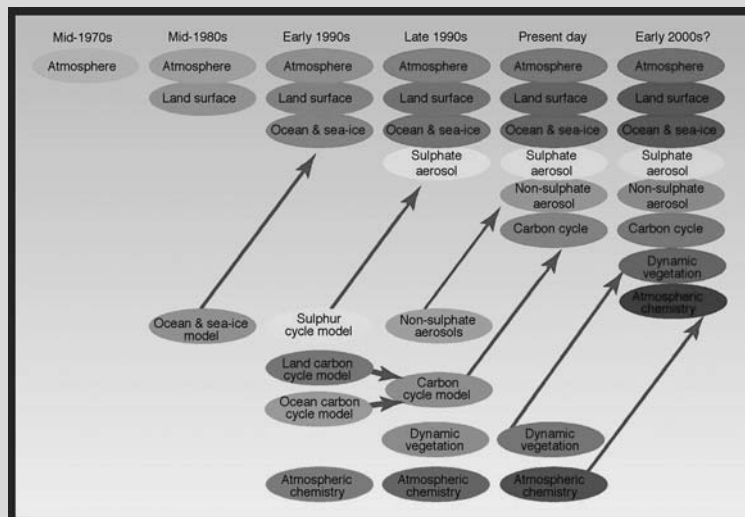 Mid-1970s Mid-1980s Early 1990s Late 1990s Present day Early 2000s?
Atmosphere Atmosphere Atmosphere Atmosphere Atmosphere Atmosphere
Land surface Land surface Land surface Land surface Land surface
Ocean & sea-ice Ocean & sea-ice Ocean & sea-ice Ocean & sea-ice
Sulphate Sulphate Sulphate
aerosol aerosol aerosol
Non-sulphate Non-sulphate
aerosol aerosol
Carbon cycle Carbon cycle
Dynamic
vegetation
Atmospheric
chemistry
Ocean & sea-ice Sulphur Non-sulphate
model cycle model aerosols
Land carbon
cycle model
Carbon
cycle model
Ocean carbon
cycle model
Dynamic Dynamic
vegetation vegetation
Atmospheric Atmospheric Atmospheric
chemistry chemistry chemistry